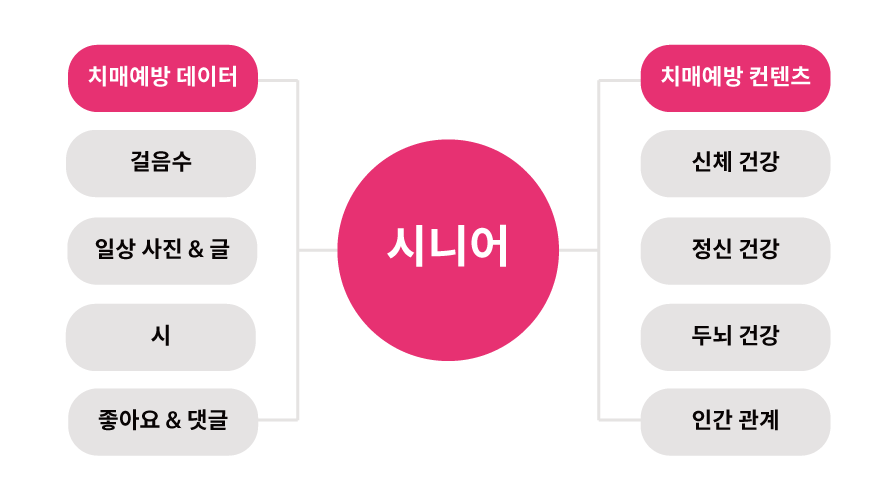 치매예방 데이터
걸음수
일상 사진 & 글
시
좋아요 & 댓글
시니어
치매예방 컨텐츠
신체 건강
정신 건강
두뇌 건강
인간 관계